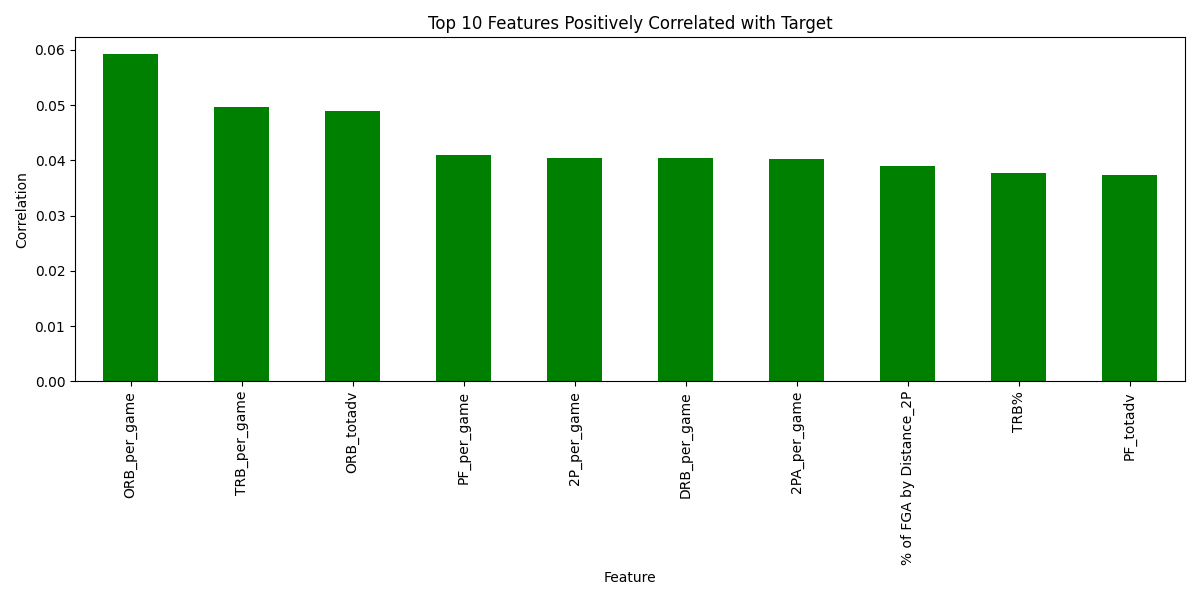 Top 10 Features Positively Correlated with Target
Correlation
0.06
0.05
0.04
0.03
0.02
0.01
0.00
ORB_per_game
TRB_per_game
ORB_totadv
PF_per_game
2P_per_game
DRB_per_game
2PA_per_game
% of FGA by Distance_2P
TRB%
PF_totadv
Feature